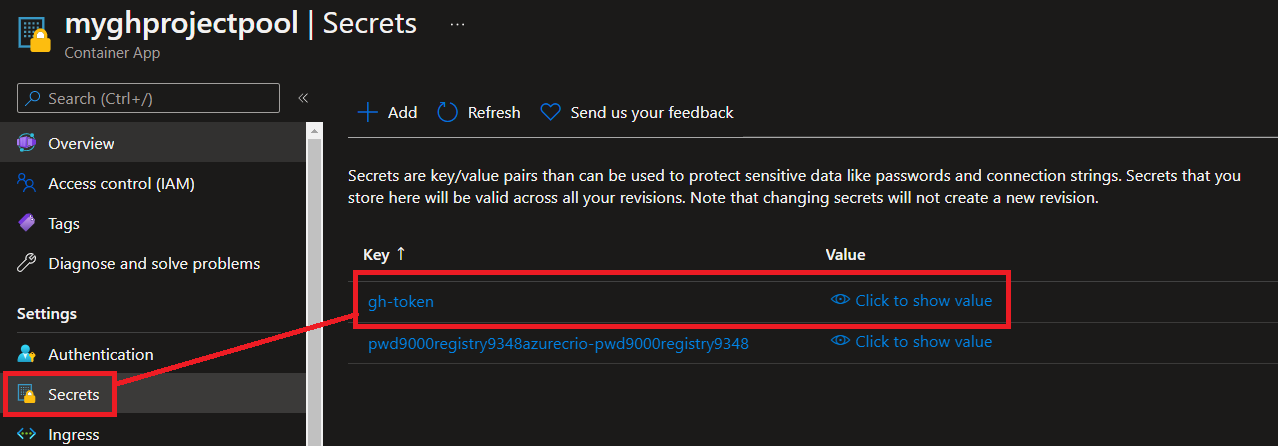 myghprojectpool | Secrets ...
Container App
Search (Ctrl+/) «
Add Refresh Send us your feedback
Overview
Access control (IAM)
Tags
Diagnose and solve problems
Settings
Authentication
Secrets
Ingress
Secrets are key/value pairs than can be used to protect sensitive data like passwords and connection strings. Secrets that you
store here will be valid across all your revisions. Note that changing secrets will not create a new revision.
Key ↑ Value
gh-token Click to show value
pwd9000registry9348azurecrio-pwd9000registry9348 Click to show value